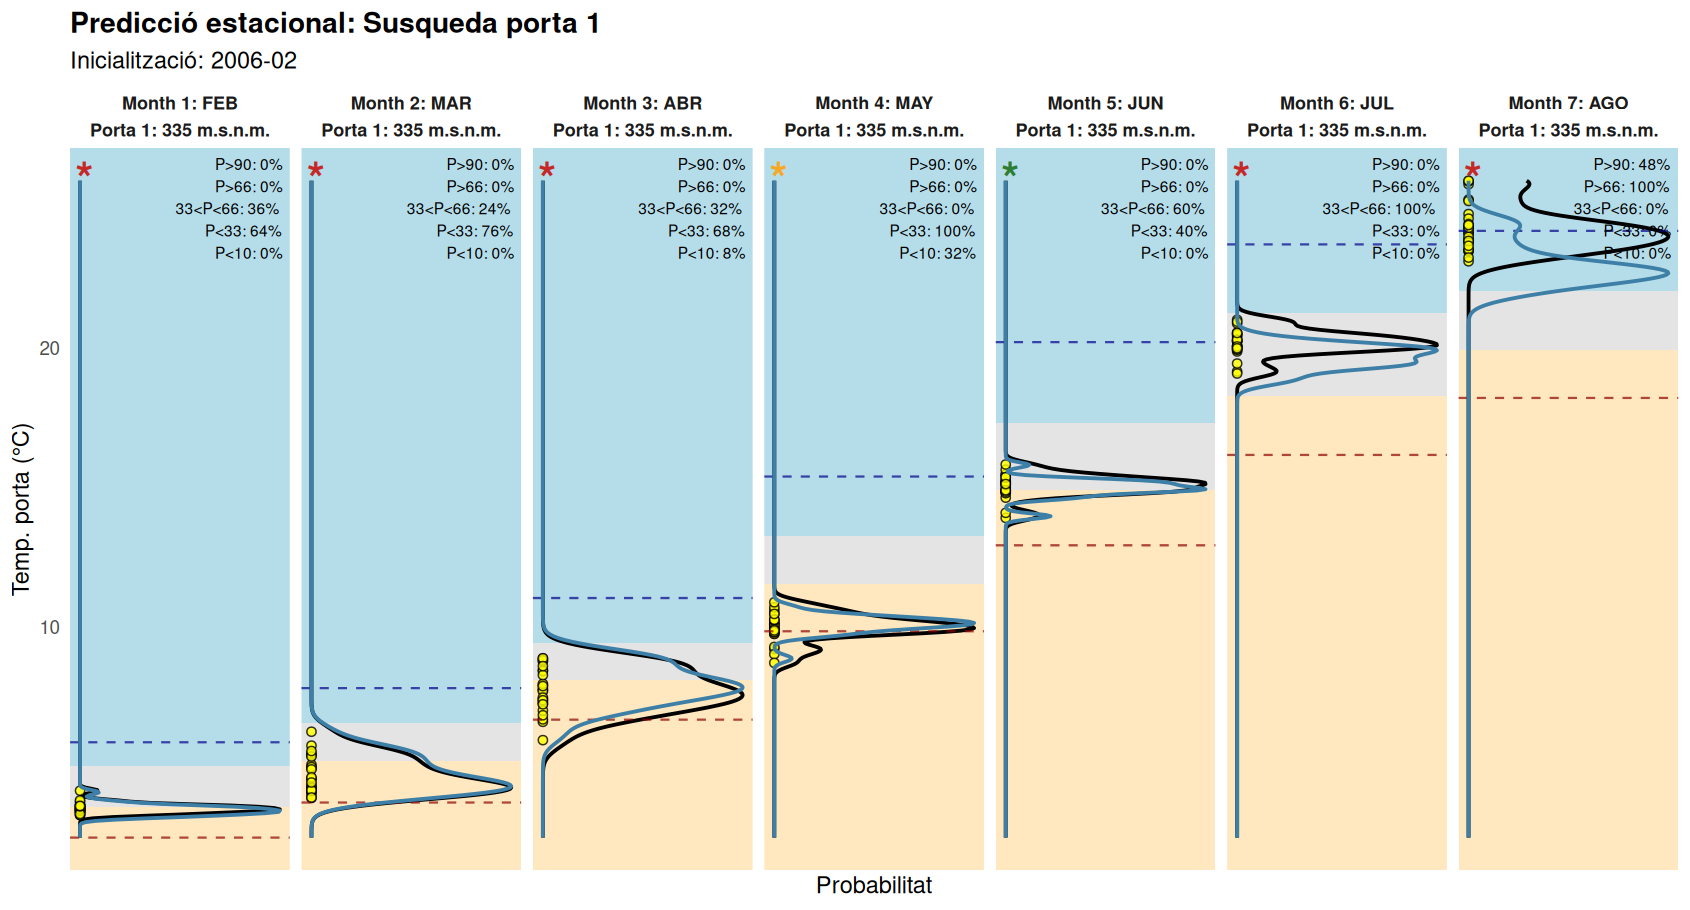 Predicció estacional: Susqueda porta 1
Inicialització: 2006-02
Month 1: FEB
Porta 1: 335 m.s.n.m.
Month 2: MAR
Porta 1: 335 m.s.n.m.
Month 3: ABR
Porta 1: 335 m.s.n.m.
Month 4: MAY
Porta 1: 335 m.s.n.m.
Month 5: JUN
Porta 1: 335 m.s.n.m.
Month 6: JUL
Porta 1: 335 m.s.n.m.
Month 7: AGO
Porta 1: 335 m.s.n.m.
*
P>90: 0%
P>66: 0%
33<P<66: 36%
P<33: 64%
P<10: 0%
*
P>90: 0%
P>66: 0%
33<P<66: 24%
P<33: 76%
P<10: 0%
*
P>90: 0%
P>66: 0%
33<P<66: 32%
P<33: 68%
P<10: 8%
*
P>90: 0%
P>66: 0%
33<P<66: 0%
P<33: 100%
P<10: 32%
*
P>90: 0%
P>66: 0%
33<P<66: 60%
P<33: 40%
P<10: 0%
*
P>90: 0%
P>66: 0%
33<P<66: 100%
P<33: 0%
P<10: 0%
*
P>90: 48%
P>66: 100%
33<P<66: 0%
P<33: 0%
P<10: 0%
20
10
Temp. porta (°C)
Probabilitat